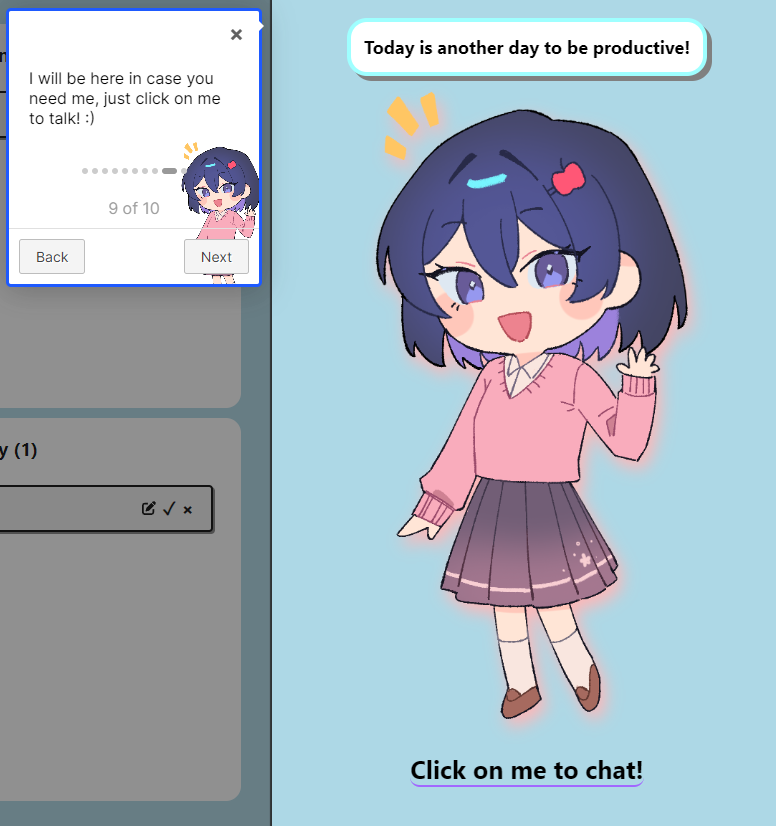 ×
I will be here in case you
need me, just click on me
to talk! :)
9 of 10
Back
Next
y (1)
Today is another day to be productive!
Click on me to chat!